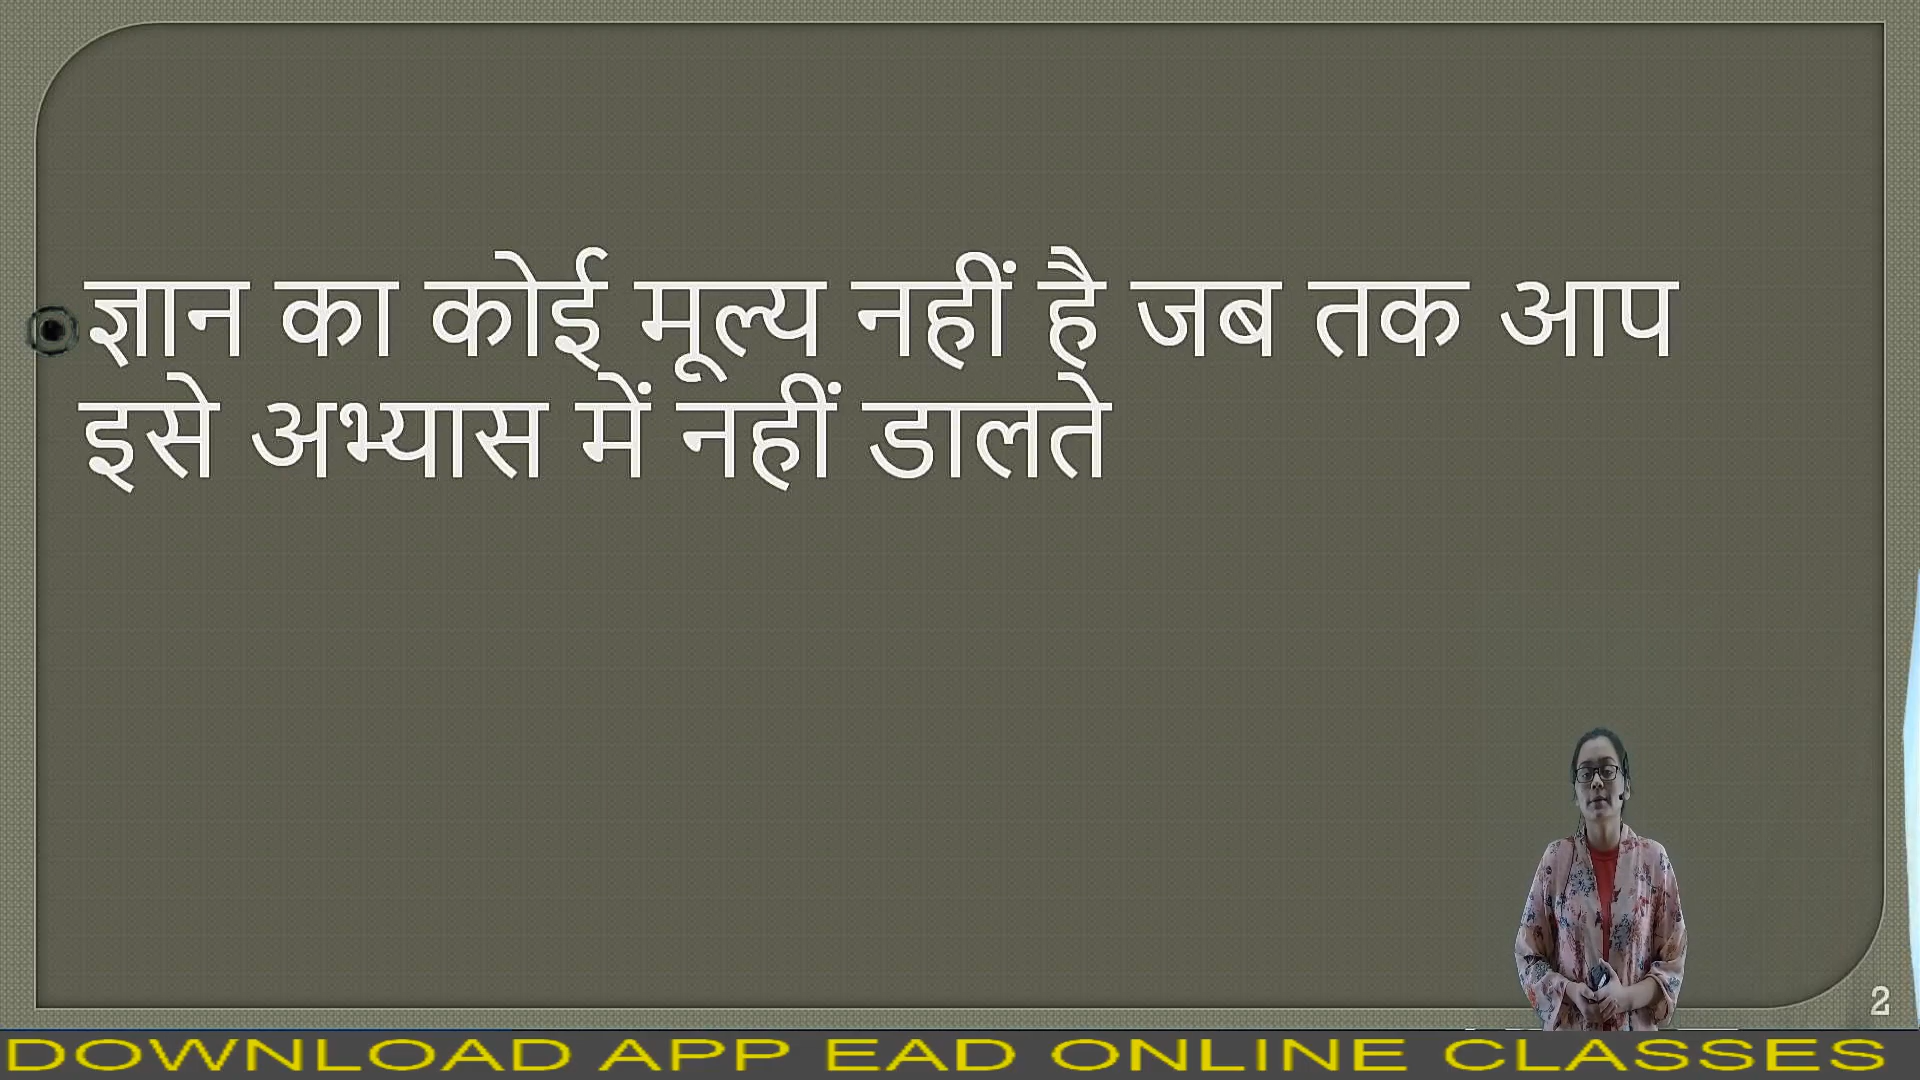 ज्ञान का कोई मूल्य नहीं है जब तक आप
इसे अभ्यास में नहीं डालते
2
DOWNLOAD APP EAD ONLINE CLASSES